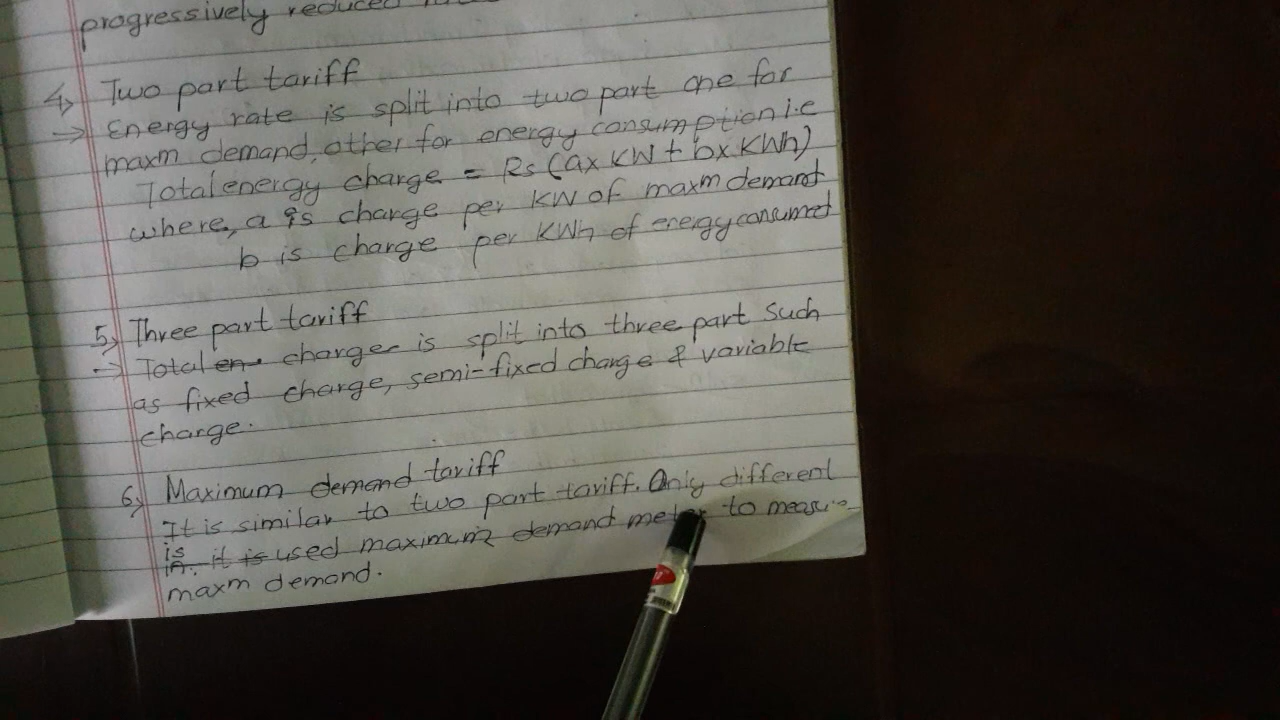 progressively reduced
4) Two part tariff
→ Energy rate is split into two part one for
maxm demand, other for energy consumption i.e
Total energy charge = Rs (a x KW + b x KWh)
where, a is charge per KW of maxm demand
b is charge per KWh of energy consumed
5) Three part tariff
→ Total en charge is split into three part such
as fixed charge, semi-fixed charge & variable
charge.
6) Maximum demand tariff
It is similar to two part tariff. Only different
is in. it is used maximum demand meter to measure
maxm demand.